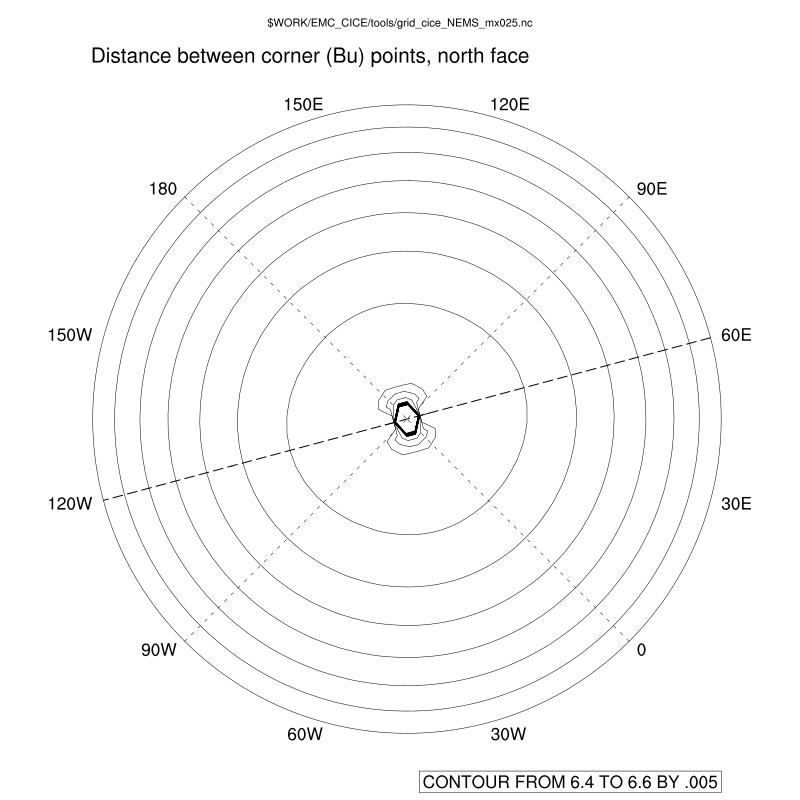 $WORK/EMC_CICE/tools/grid_cice_NEMS_mx025.nc
Distance between corner (Bu) points, north face
150E 120E
180 90E
150W 60E
120W 30E
90W 0
60W 30W
CONTOUR FROM 6.4 TO 6.6 BY .005